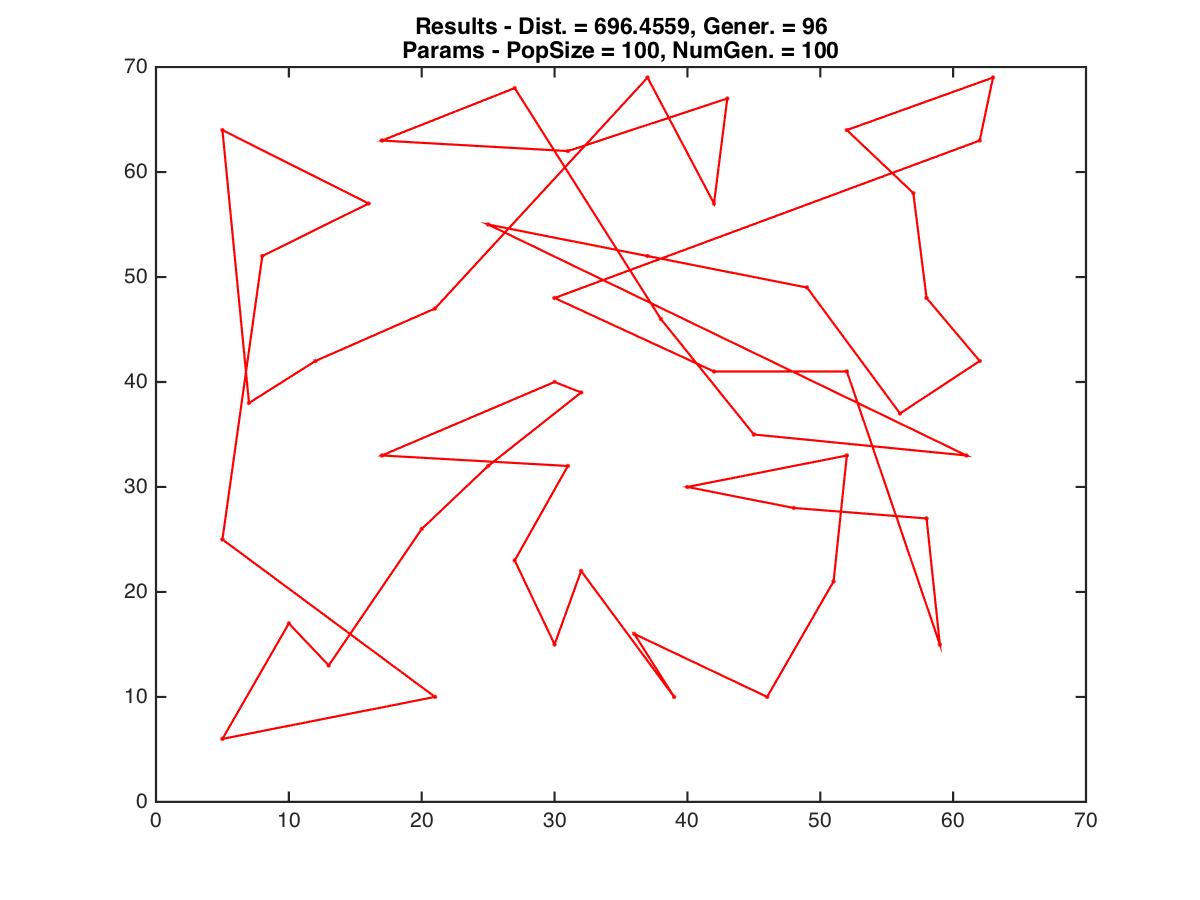 Results - Dist. = 696.4559, Gener. = 96
Params - PopSize = 100, NumGen. = 100
70
60
50
40
30
20
10
0
0 10 20 30 40 50 60 70